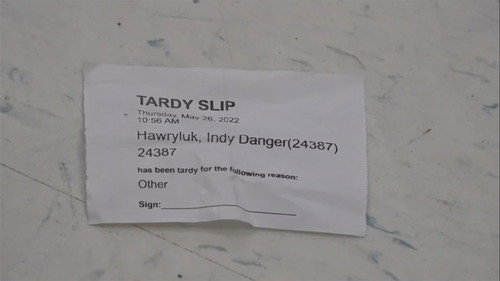 TARDY SLIP
Thursday, May 26, 2022
10:56 AM
Hawryluk, Indy Danger(24387)
24387
has been tardy for the following reason:
Other
Sign: